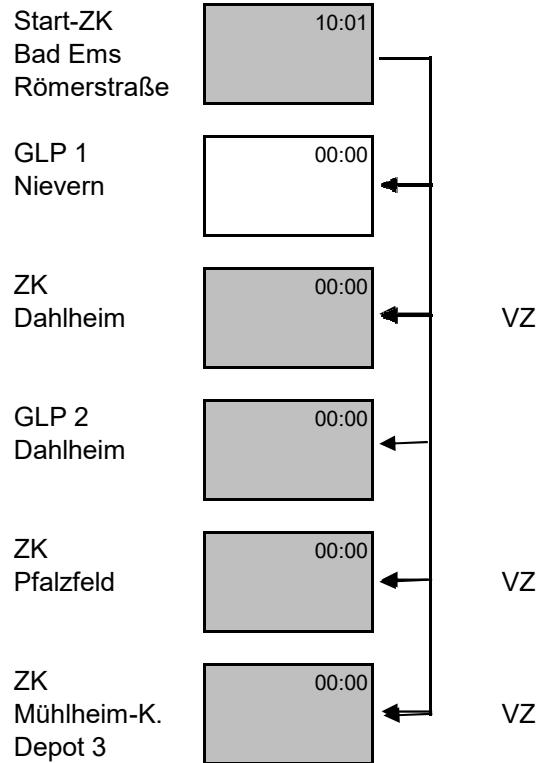 Start-ZK 10:01
Bad Ems
Römerstraße
GLP 1 00:00
Nievern
ZK 00:00
Dahlheim VZ
GLP 2 00:00
Dahlheim
ZK 00:00
Pfalzfeld VZ
ZK 00:00
Mühlheim-K. VZ
Depot 3